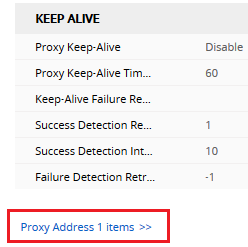 KEEP ALIVE
Proxy Keep-Alive Disable
Proxy Keep-Alive Tim... 60
Keep-Alive Failure Re...
Success Detection Re... 1
Success Detection Int... 10
Failure Detection Retr... -1
Proxy Address 1 items >>